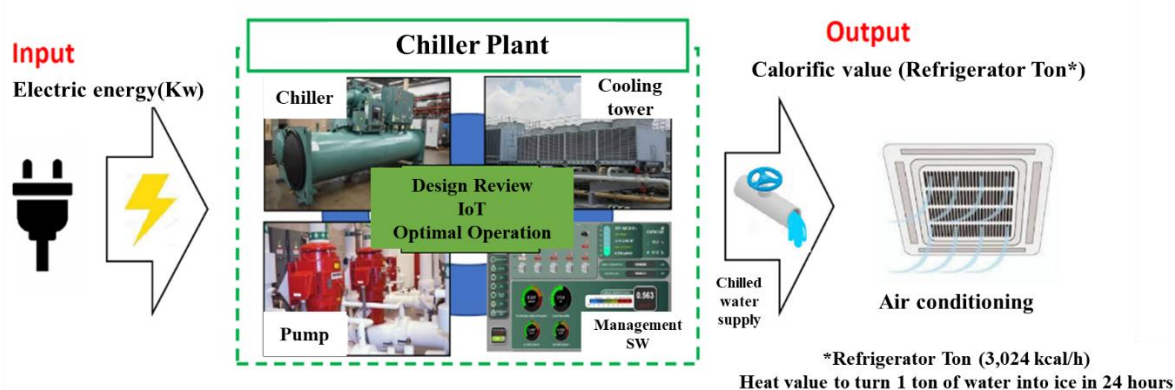 Input
Electric energy(Kw)
Chiller Plant
Chiller
Cooling
tower
Design Review
IoT
Optimal Operation
Pump
0.563
Management
SW
Output
Calorific value (Refrigerator Ton*)
Chilled
water
supply
Air conditioning
*Refrigerator Ton (3,024 kcal/h)
Heat value to turn 1 ton of water into ice in 24 hours